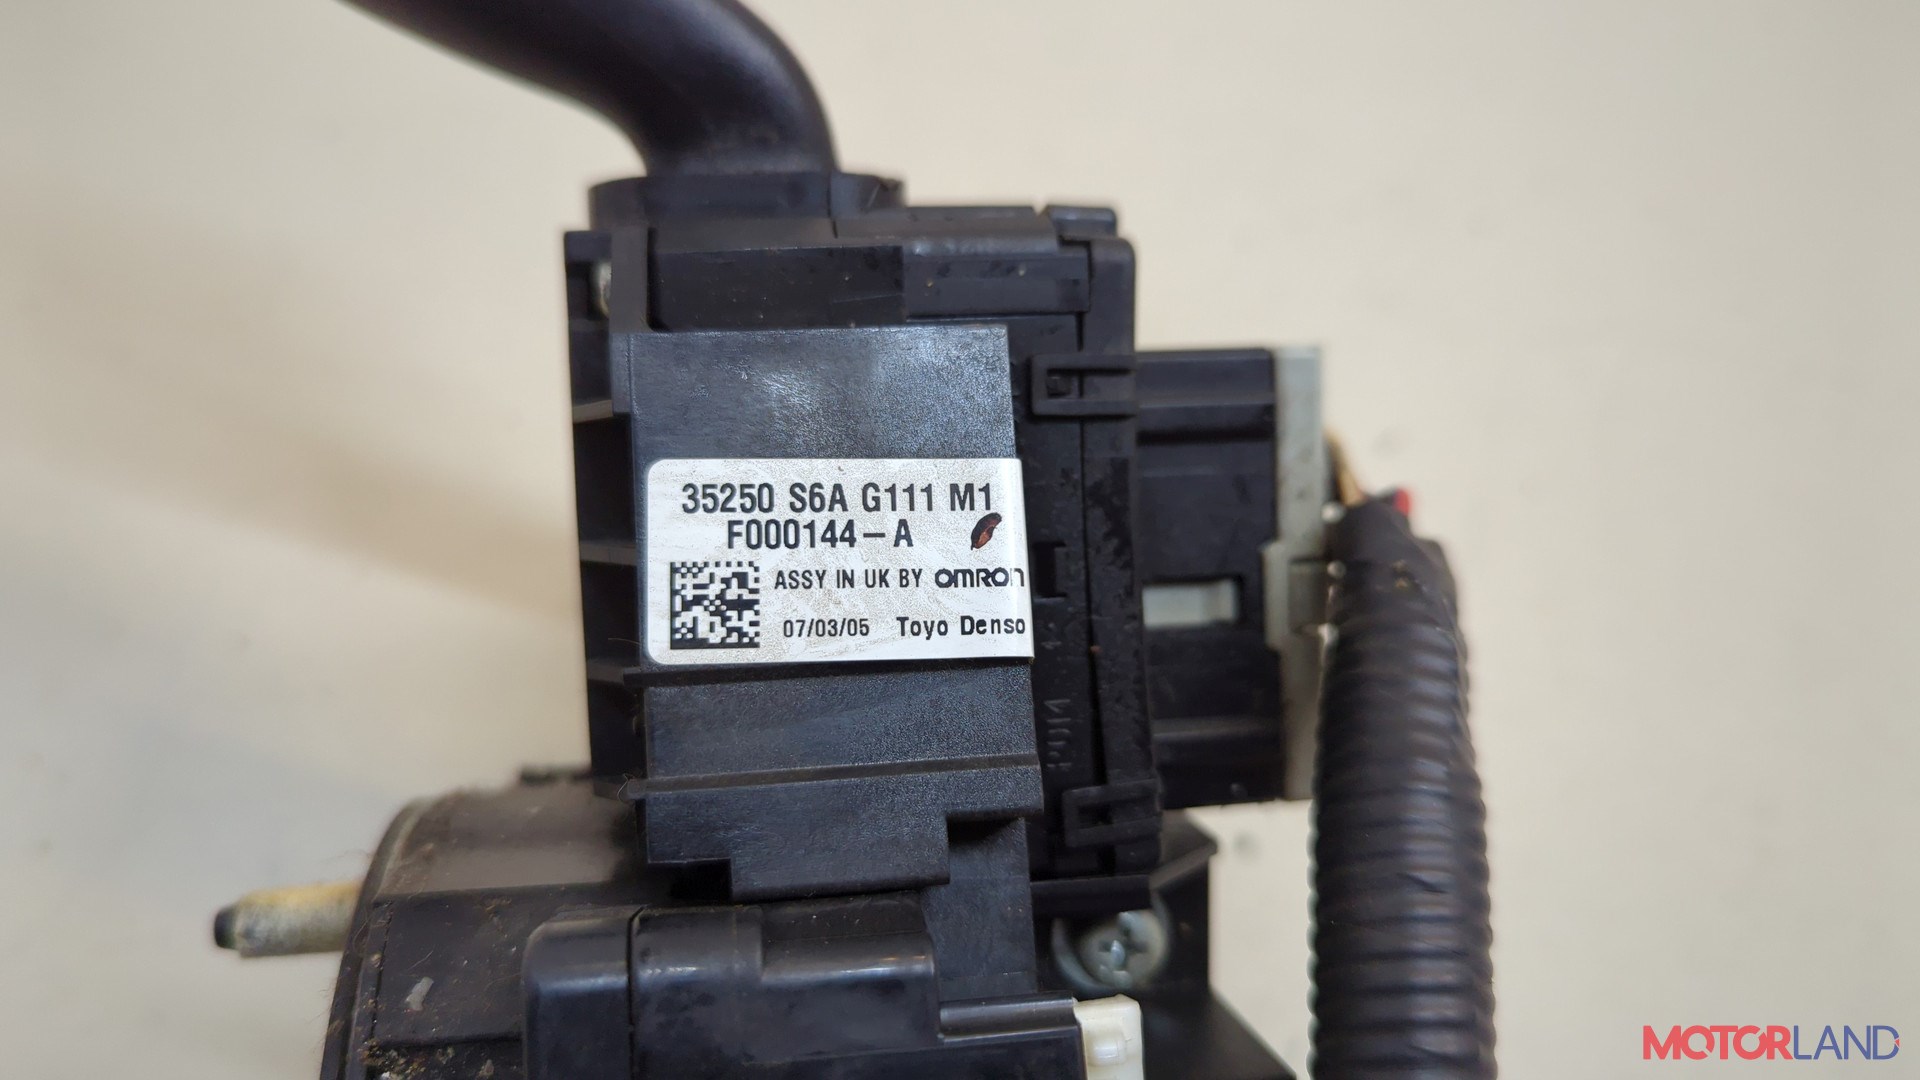 35250 S6A G111 M1
F000144-A
ASSY IN UK BY OMRON
07/03/05 Toyo Denso
MOTORLAND